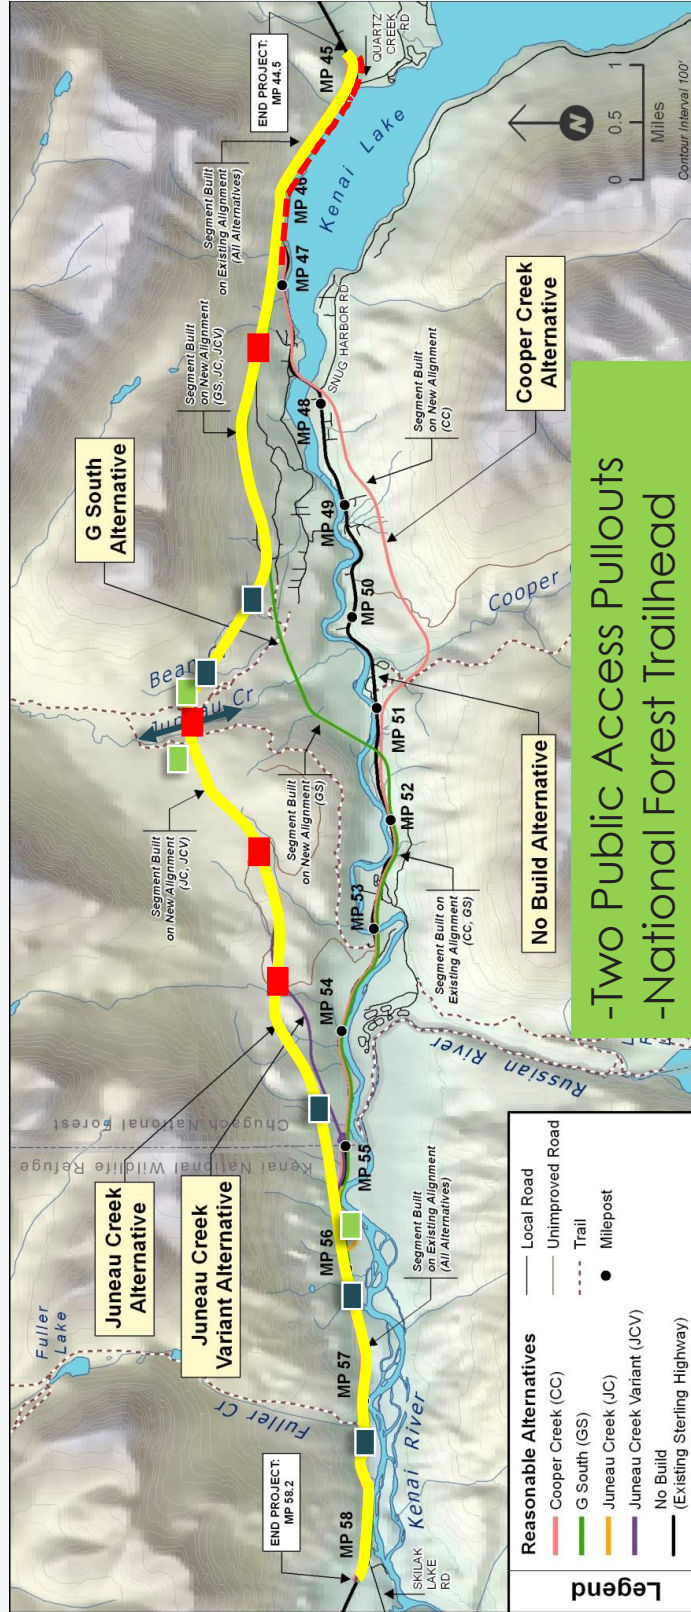 Fuller
Lake
Fuller Cr
END PROJECT:
MP 58.2
Juneau Creek
Alternative
Juneau Creek
Variant Alternative
Kenai National Wildlife Refuge
Chugach National Forest
Segment Built
on New Alignment
(JC, JCV)
Juneau Cr
G South
Alternative
Segment Built
on New Alignment
(GS, JC, JCV)
Segment Built
on Existing Alignment
(All Alternatives)
END PROJECT:
MP 44.5
QUARTZ
CREEK
RD
MP 58
MP 57
MP 56
MP 55
MP 54
MP 53
MP 52
MP 51
MP 50
MP 49
MP 48
MP 47
MP 46
MP 45
SKILAK
LAKE
RD
Kenai River
Segment Built
on Existing Alignment
(All Alternatives)
Segment Built
on New Alignment
(GS)
Segment Built on
Existing Alignment
(CC, GS)
No Build Alternative
Russian River
Cooper
Segment Built
on New Alignment
(CC)
Cooper Creek
Alternative
SNUG HARBOR RD
Kenai Lake
N
0 0.5 1
Miles
Contour Interval 100'
Legend
Reasonable Alternatives
Cooper Creek (CC)
G South (GS)
Juneau Creek (JC)
Juneau Creek Variant (JCV)
No Build
(Existing Sterling Highway)
Local Road
Unimproved Road
Trail
Milepost
-Two Public Access Pullouts
-National Forest Trailhead